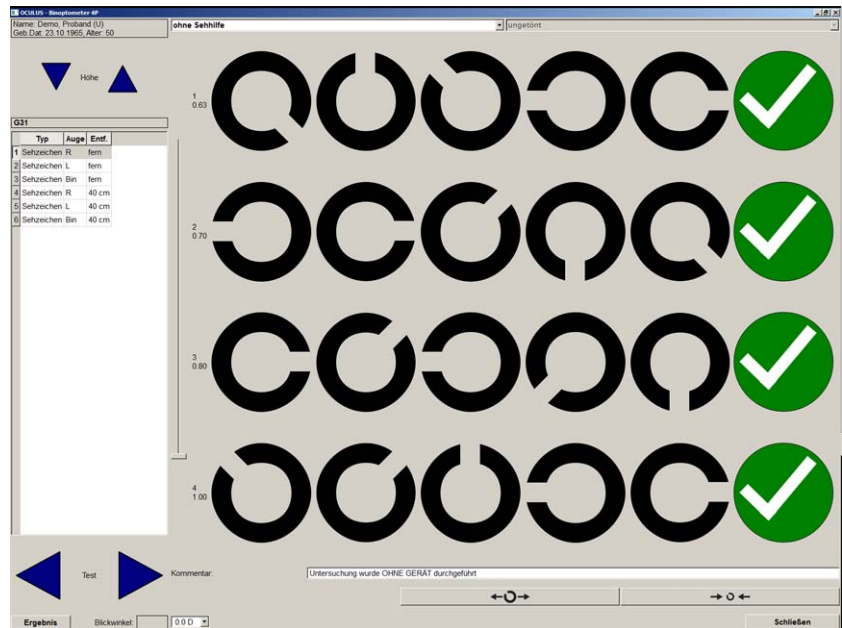 OCULUS - Binoptometer 4P
Name: Demo, Proband (U)
Geb.Dat: 23.10.1965, Alter: 50
ohne Sehhilfe
ungetönt
Höhe
G31
Typ Auge Entf.
1 Sehzeichen R fern
2 Sehzeichen L fern
3 Sehzeichen Bin fern
4 Sehzeichen R 40 cm
5 Sehzeichen L 40 cm
6 Sehzeichen Bin 40 cm
1
0.63
2
0.70
3
0.80
4
1.00
Test
Kommentar:
Untersuchung wurde OHNE GERÄT durchgeführt
Ergebnis
Blickwinkel:
0.0 D
Schließen